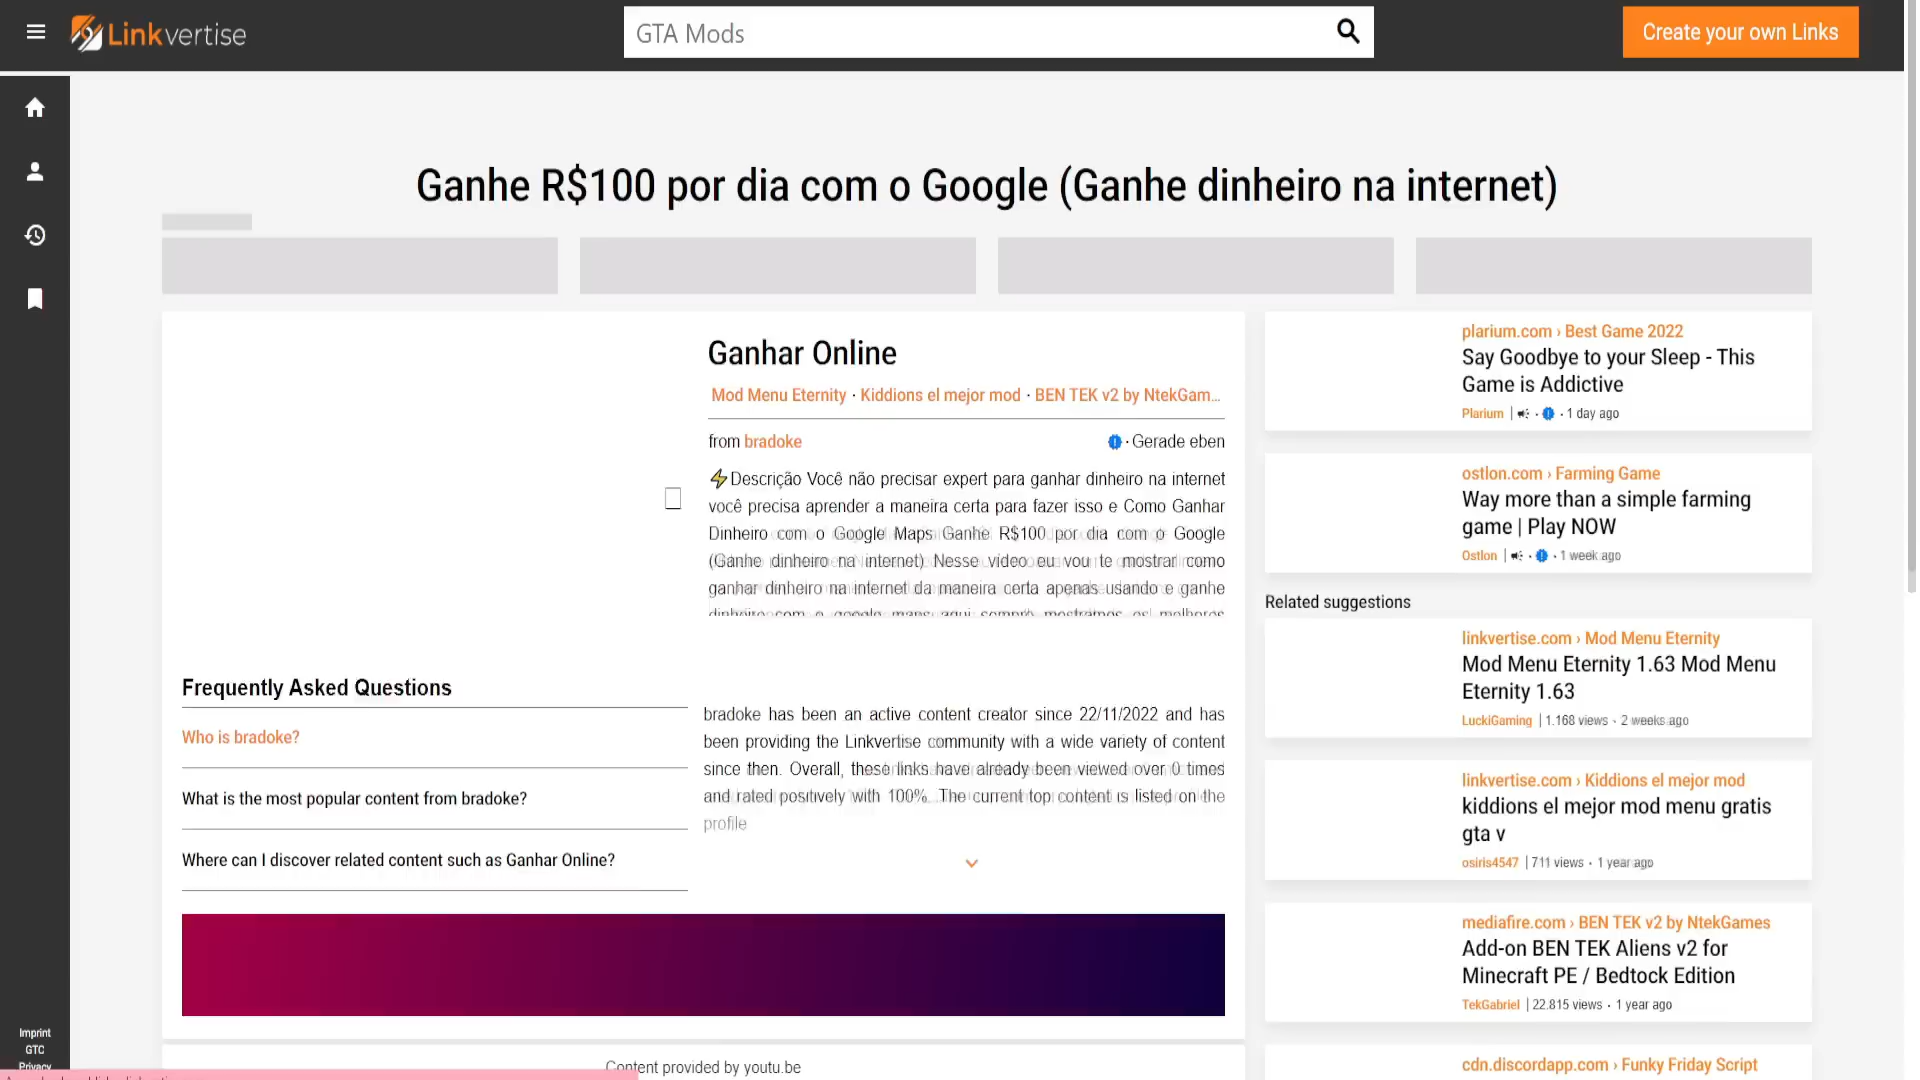 Linkvertise
GTA Mods
Create your own Links
Ganhe R$100 por dia com o Google (Ganhe dinheiro na internet)
Ganhar Online
Mod Menu Eternity · Kiddions el mejor mod · BEN TEK v2 by NtekGam...
from bradoke
· Gerade eben
⚡Descrição Você não precisar expert para ganhar dinheiro na internet
você precisa aprender a maneira certa para fazer isso e Como Ganhar
Dinheiro com o Google Maps Ganhe R$100 por dia com o Google
(Ganhe dinheiro na internet) Nesse vídeo eu vou te mostrar como
ganhar dinheiro na internet da maneira certa apenas usando e ganhe
dinheiro com o google maps aqui sempre mostramos os melhores
Frequently Asked Questions
Who is bradoke?
What is the most popular content from bradoke?
Where can I discover related content such as Ganhar Online?
bradoke has been an active content creator since 22/11/2022 and has
been providing the Linkvertise community with a wide variety of content
since then. Overall, these links have already been viewed over 0 times
and rated positively with 100%. The current top content is listed on the
profile
Content provided by youtu.be
plarium.com › Best Game 2022
Say Goodbye to your Sleep - This
Game is Addictive
Plarium | · · 1 day ago
ostlon.com › Farming Game
Way more than a simple farming
game | Play NOW
Ostlon | · · 1 week ago
Related suggestions
linkvertise.com › Mod Menu Eternity
Mod Menu Eternity 1.63 Mod Menu
Eternity 1.63
LuckiGaming | 1.168 views · 2 weeks ago
linkvertise.com › Kiddions el mejor mod
kiddions el mejor mod menu gratis
gta v
osiris4547 | 711 views · 1 year ago
mediafire.com › BEN TEK v2 by NtekGames
Add-on BEN TEK Aliens v2 for
Minecraft PE / Bedtock Edition
TekGabriel | 22.815 views · 1 year ago
cdn.discordapp.com › Funky Friday Script
Imprint
GTC
Privacy